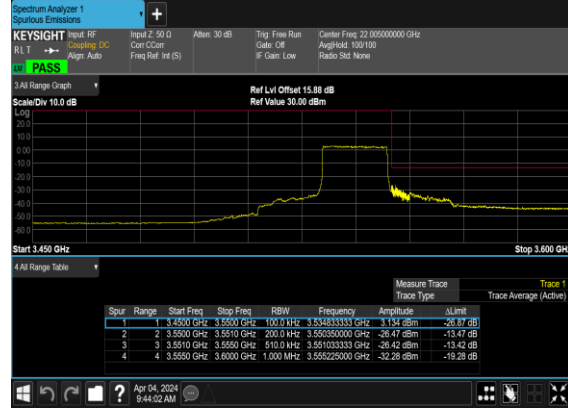 Spectrum Analyzer 1
Spurious Emissions
KEYSIGHT Input: RF Input Z: 50 Ω Atten: 30 dB Trig: Free Run Center Freq: 22.005000000 GHz
RLT Coupling: DC Corr CCorr Gate: Off Avg|Hold: 100/100
Align: Auto Freq Ref: Int (S) IF Gain: Low Radio Std: None
PASS
3 All Range Graph
Ref Lvl Offset 15.88 dB
Scale/Div 10.0 dB Ref Value 30.00 dBm
Log
20.0
10.0
0.00
-10.0
-20.0
-30.0
-40.0
-50.0
-60.0
Start 3.450 GHz Stop 3.600 GH
4 All Range Table
Measure Trace Trace 1
Trace Type Trace Average (Active)
Spur Range Start Freq Stop Freq RBW Frequency Amplitude ΔLimit
1 1 3.4500 GHz 3.5500 GHz 100.0 kHz 3.534833333 GHz 3.134 dBm -26.87 dB
2 2 3.5500 GHz 3.5510 GHz 200.0 kHz 3.550350000 GHz -26.47 dBm -13.47 dB
3 3 3.5510 GHz 3.5550 GHz 510.0 kHz 3.551033333 GHz -26.42 dBm -13.42 dB
4 4 3.5550 GHz 3.6000 GHz 1.000 MHz 3.555225000 GHz -32.28 dBm -19.28 dB
Apr 04, 2024
9:44:02 AM